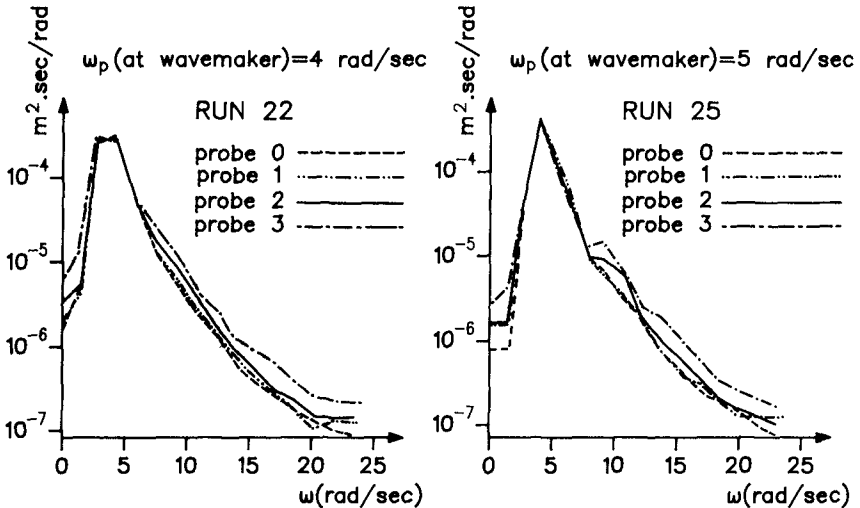 ωp(at wavemaker)=4 rad/sec
m².sec/rad
RUN 22
probe 0
probe 1
probe 2
probe 3
10⁻⁴
10⁻⁵
10⁻⁶
10⁻⁷
0 5 10 15 20 25
ω(rad/sec)
ωp(at wavemaker)=5 rad/sec
m².sec/rad
RUN 25
probe 0
probe 1
probe 2
probe 3
10⁻⁴
10⁻⁵
10⁻⁶
10⁻⁷
0 5 10 15 20 25
ω(rad/sec)